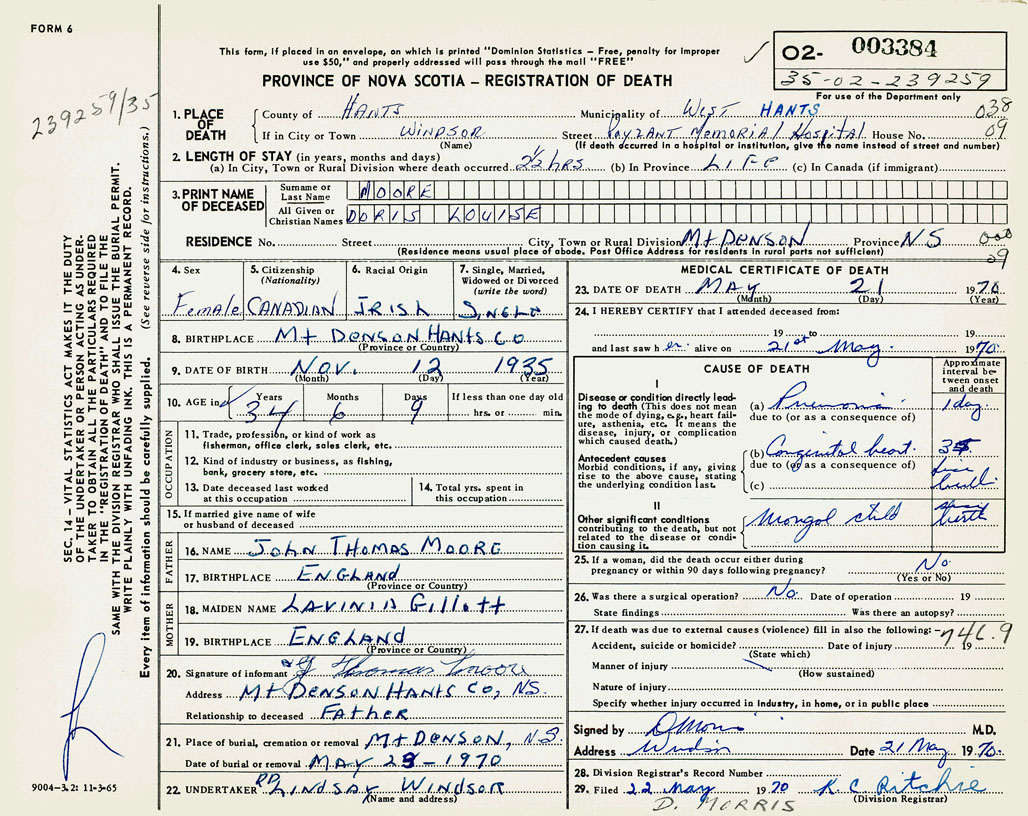 FORM 6
This form, if placed in an envelope, on which is printed "Dominion Statistics – Free, penalty for improper
use $50," and properly addressed will pass through the mail "FREE"
PROVINCE OF NOVA SCOTIA – REGISTRATION OF DEATH
02- 003384
35-02-239259
For use of the Department only
239259/35
1. PLACE OF DEATH
County of HANTS Municipality of WEST HANTS 038
If in City or Town WINDSOR Street Payzant Memorial Hospital House No. 09
(Name) (If death occurred in a hospital or institution, give the name instead of street and number)
2. LENGTH OF STAY (in years, months and days)
(a) In City, Town or Rural Division where death occurred 2½ HRS (b) In Province LIFE (c) In Canada (if immigrant)
3. PRINT NAME OF DECEASED
Surname or Last Name MOORE
All Given or Christian Names DORIS LOUISE
RESIDENCE No. Street City, Town or Rural Division Mt DENSON Province NS
(Residence means usual place of abode. Post Office Address for residents in rural parts not sufficient)
09
4. Sex
Female
5. Citizenship
(Nationality)
CANADIAN
6. Racial Origin
IRISH
7. Single, Married,
Widowed or Divorced
(write the word)
SINGLE
8. BIRTHPLACE Mt DENSON HANTS CO
(Province or Country)
9. DATE OF BIRTH NOV. 12 1935
(Month) (Day) (Year)
10. AGE in Years Months Days If less than one day old
34 6 9 hrs. or min.
OCCUPATION
11. Trade, profession, or kind of work as
fisherman, office clerk, sales clerk, etc.
12. Kind of industry or business, as fishing,
bank, grocery store, etc.
13. Date deceased last worked
at this occupation
14. Total yrs. spent in
this occupation
15. If married give name of wife
or husband of deceased
FATHER
16. NAME JOHN THOMAS MOORE
17. BIRTHPLACE ENGLAND
(Province or Country)
MOTHER
18. MAIDEN NAME LAVINIA Gillott
19. BIRTHPLACE ENGLAND
(Province or Country)
20. Signature of informant J Thomas Moore
Address Mt DENSON HANTS CO, NS.
Relationship to deceased FATHER
21. Place of burial, cremation or removal Mt DENSON, NS
Date of burial or removal MAY 23 – 1970
22. UNDERTAKER LINDSAY WINDSOR
(Name and address)
MEDICAL CERTIFICATE OF DEATH
23. DATE OF DEATH MAY 21 1970
(Month) (Day) (Year)
24. I HEREBY CERTIFY that I attended deceased from:
19 to 19
and last saw her alive on 21st May 1970
CAUSE OF DEATH
Approximate
interval be-
tween onset
and death
I
Disease or condition directly lead-
ing to death (This does not mean
the mode of dying, e.g., heart fail-
ure, asthenia, etc. It means the
disease, injury, or complication
which caused death.)
(a) Pneumonia 1 day
due to (or as a consequence of)
Antecedent causes
Morbid conditions, if any, giving
rise to the above cause, stating
the underlying condition last.
(b) Congenital heart.
due to (or as a consequence of)
(c)
II
Other significant conditions
contributing to the death, but not
related to the disease or condi-
tion causing it.
Mongol child birth
25. If a woman, did the death occur either during
pregnancy or within 90 days following pregnancy? No
(Yes or No)
26. Was there a surgical operation? No. Date of operation 19
State findings Was there an autopsy?
27. If death was due to external causes (violence) fill in also the following:– 746.9
Accident, suicide or homicide? Date of injury 19
(State which)
Manner of injury
(How sustained)
Nature of injury
Specify whether injury occurred in industry, in home, or in public place
Signed by D Morris M.D.
Address Windsor Date 21 May 1970
28. Division Registrar's Record Number
29. Filed 22 May 1970 K. C. Ritchie
(Division Registrar)
D. MORRIS
SEC. 14 – VITAL STATISTICS ACT MAKES IT THE DUTY
OF THE UNDERTAKER OR PERSON ACTING AS UNDER-
TAKER TO OBTAIN ALL THE PARTICULARS REQUIRED
IN THE "REGISTRATION OF DEATH" AND TO FILE THE
SAME WITH THE DIVISION REGISTRAR WHO SHALL ISSUE THE BURIAL PERMIT.
WRITE PLAINLY WITH UNFADING INK. THIS IS A PERMANENT RECORD.
Every item of information should be carefully supplied. (See reverse side for instructions.)
9004-3.2: 11-3-65